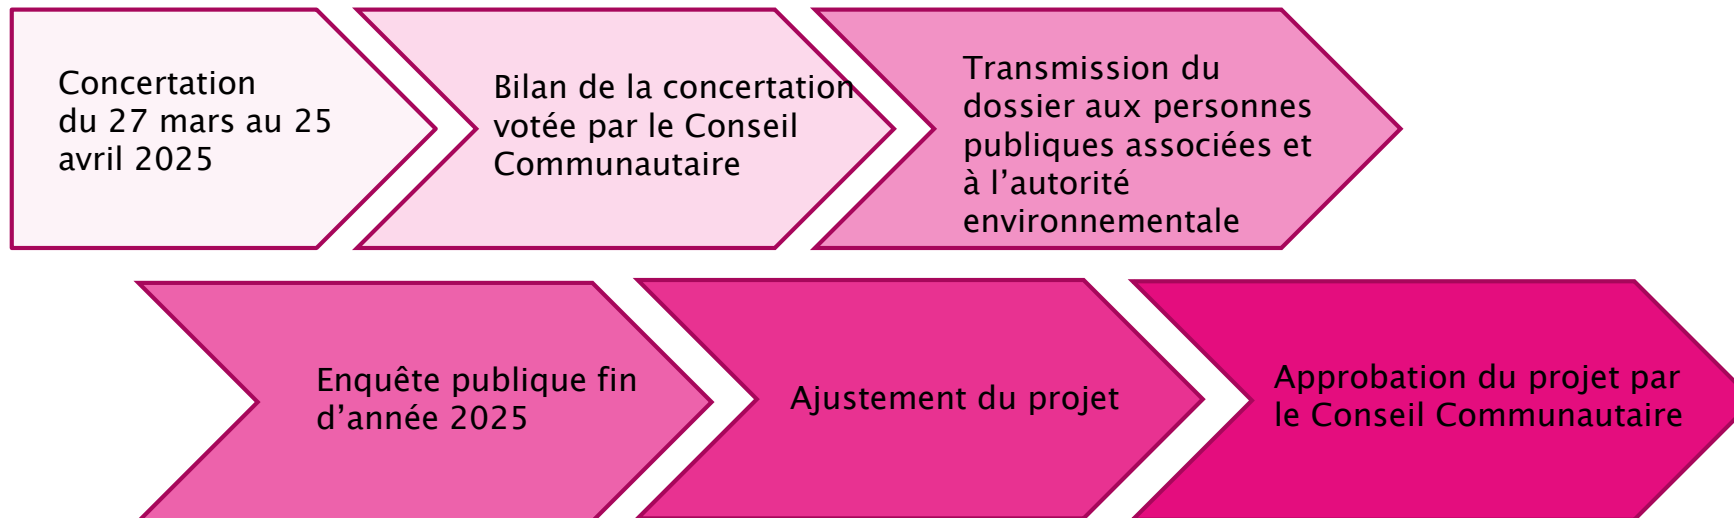 Concertation
du 27 mars au 25
avril 2025
Bilan de la concertation
votée par le Conseil
Communautaire
Transmission du
dossier aux personnes
publiques associées et
à l’autorité
environnementale
Enquête publique fin
d’année 2025
Ajustement du projet
Approbation du projet par
le Conseil Communautaire